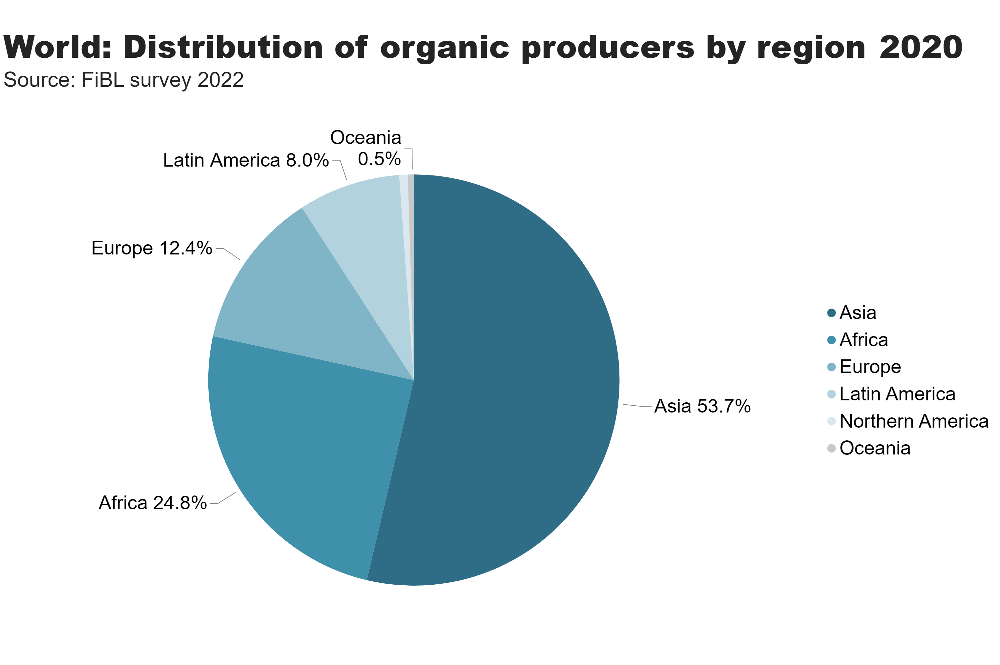 World: Distribution of organic producers by region 2020
Source: FiBL survey 2022
Oceania
0.5%
Latin America 8.0%
Europe 12.4%
Asia 53.7%
Africa 24.8%
Asia
Africa
Europe
Latin America
Northern America
Oceania